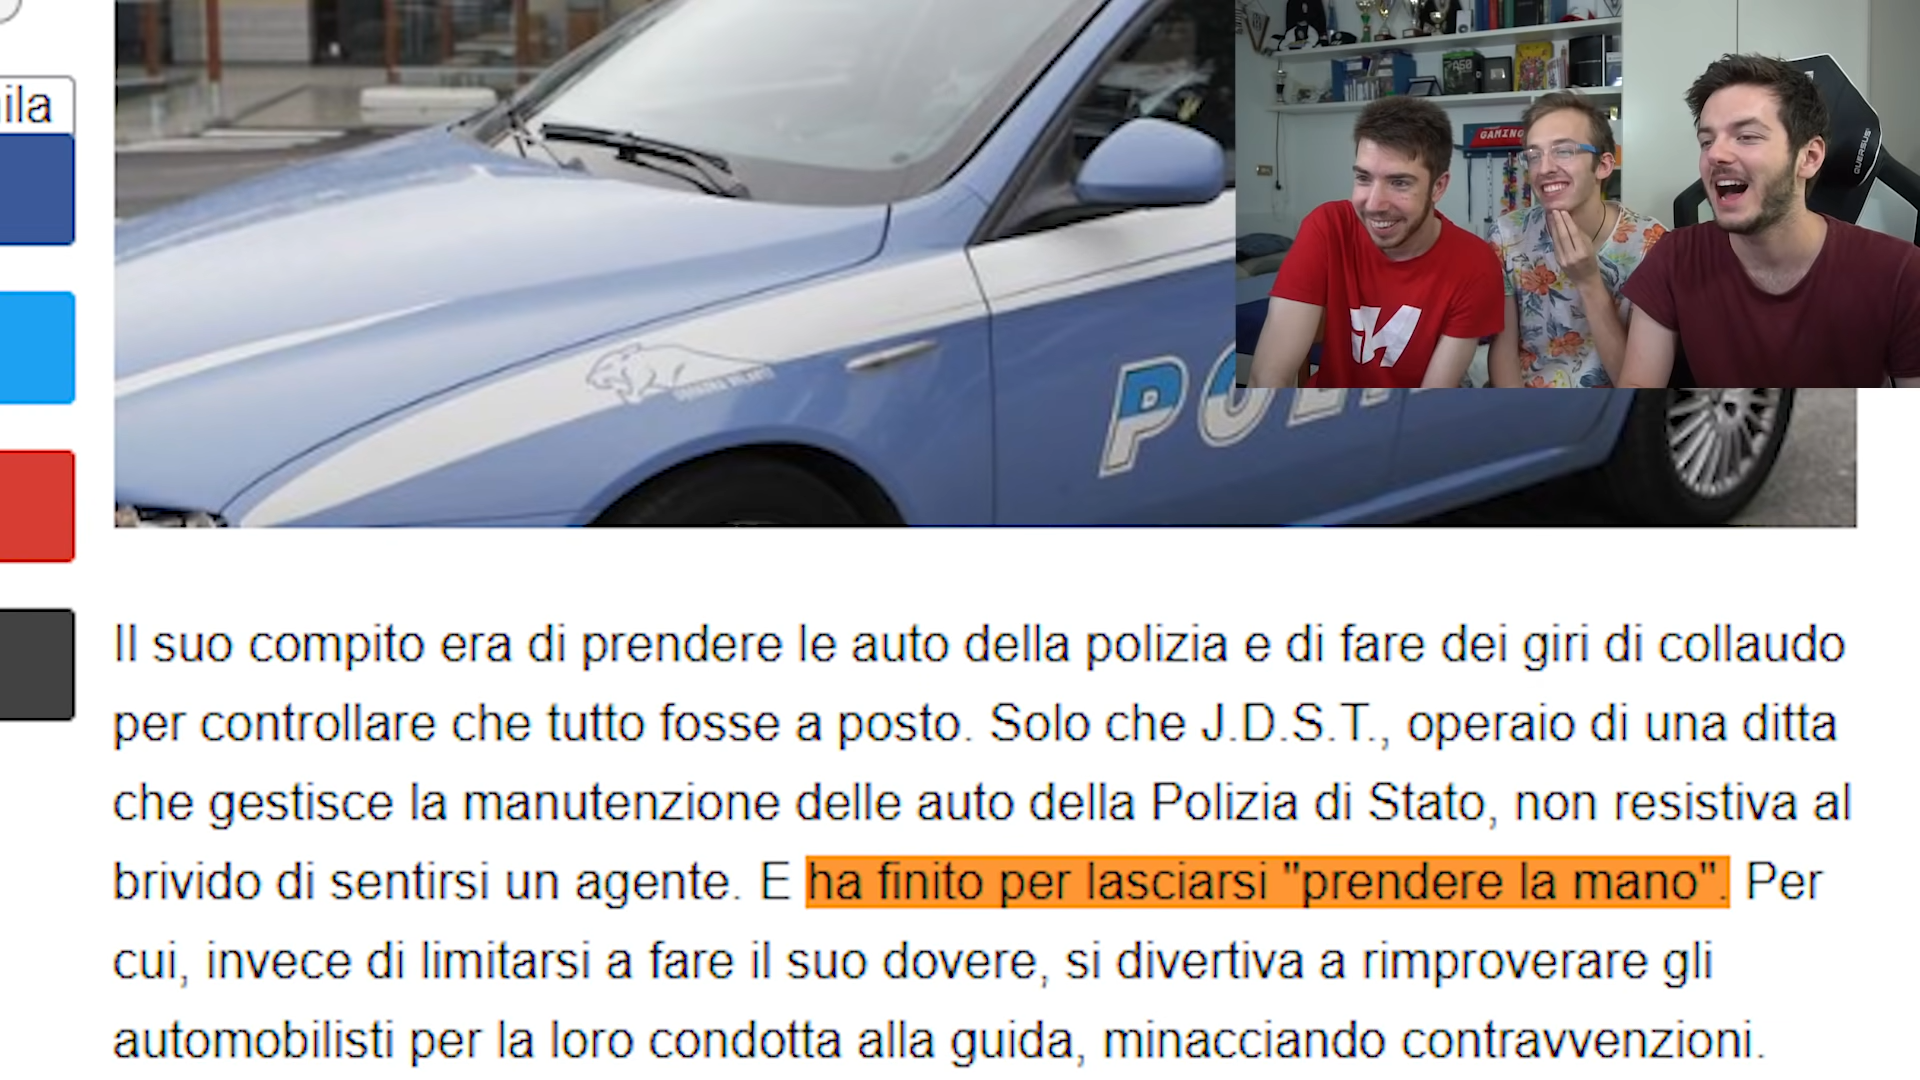 ila
GAMING
QUERSUS
POLI
Il suo compito era di prendere le auto della polizia e di fare dei giri di collaudo
per controllare che tutto fosse a posto. Solo che J.D.S.T., operaio di una ditta
che gestisce la manutenzione delle auto della Polizia di Stato, non resistiva al
brivido di sentirsi un agente. E ha finito per lasciarsi "prendere la mano". Per
cui, invece di limitarsi a fare il suo dovere, si divertiva a rimproverare gli
automobilisti per la loro condotta alla guida, minacciando contravvenzioni.